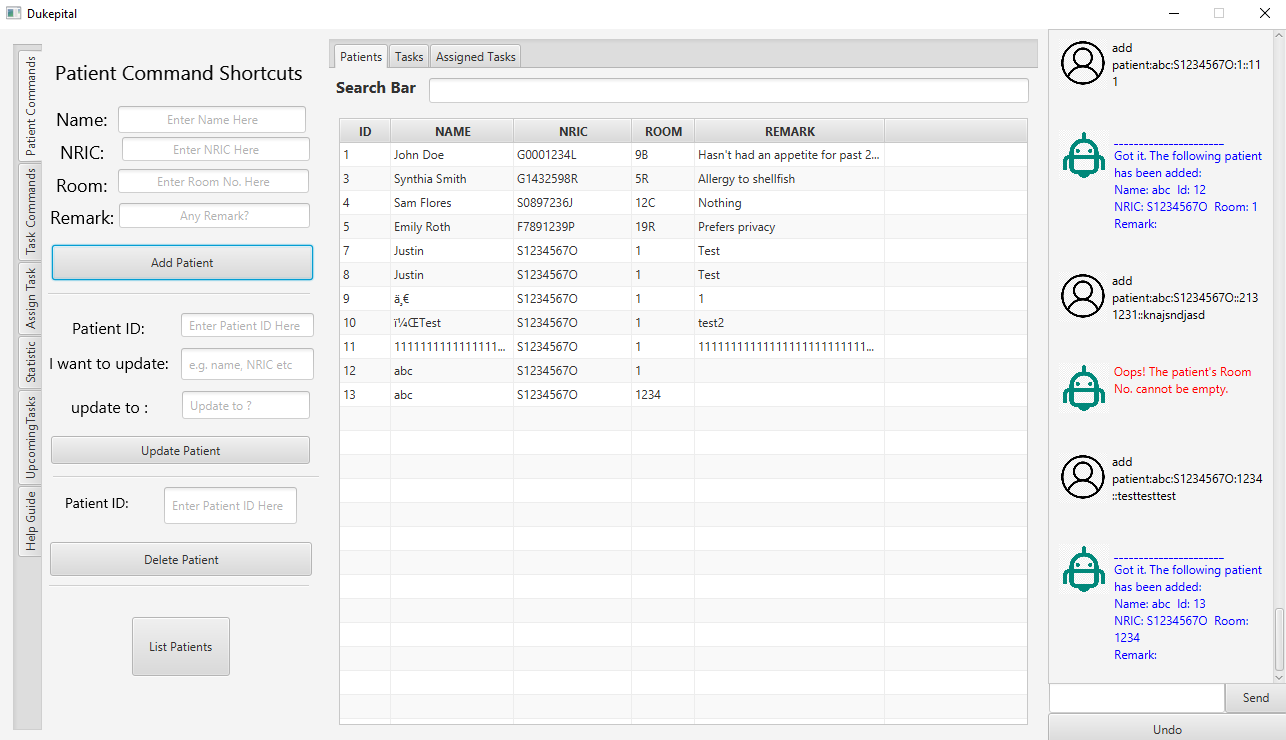 Dukepital
Patient Commands
Task Commands
Assign Task
Statistic
UpcomingTasks
Help Guide
Patient Command Shortcuts
Name: Enter Name Here
NRIC: Enter NRIC Here
Room: Enter Room No. Here
Remark: Any Remark?
Add Patient
Patient ID: Enter Patient ID Here
I want to update: e.g. name, NRIC etc
update to : Update to ?
Update Patient
Patient ID: Enter Patient ID Here
Delete Patient
List Patients
Patients Tasks Assigned Tasks
Search Bar
ID NAME NRIC ROOM REMARK
1 John Doe G0001234L 9B Hasn't had an appetite for past 2...
3 Synthia Smith G1432598R 5R Allergy to shellfish
4 Sam Flores S0897236J 12C Nothing
5 Emily Roth F7891239P 19R Prefers privacy
7 Justin S1234567O 1 Test
8 Justin S1234567O 1 Test
9 ä¸€ S1234567O 1 1
10 ï¼ŒTest S1234567O 1 test2
11 1111111111111111... S1234567O 1 1111111111111111111111111111...
12 abc S1234567O 1
13 abc S1234567O 1234
add
patient:abc:S1234567O:1::11
1
______________________
Got it. The following patient
has been added:
Name: abc Id: 12
NRIC: S1234567O Room: 1
Remark:
add
patient:abc:S1234567O::213
1231::knajsndjasd
Oops! The patient's Room
No. cannot be empty.
add
patient:abc:S1234567O:1234
::testtesttest
______________________
Got it. The following patient
has been added:
Name: abc Id: 13
NRIC: S1234567O Room:
1234
Remark:
Send
Undo